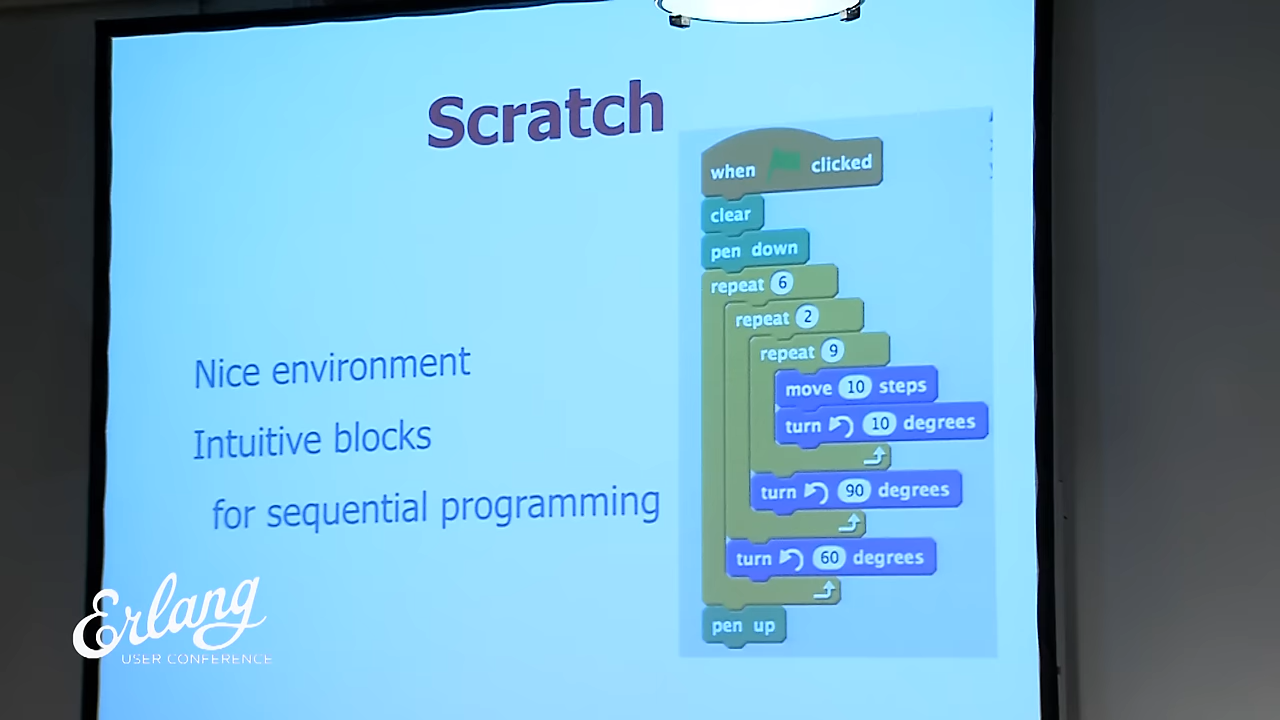 Scratch
when clicked
clear
pen down
repeat 6
repeat 2
repeat 9
move 10 steps
turn 10 degrees
turn 90 degrees
turn 60 degrees
pen up
Nice environment
Intuitive blocks
for sequential programming
Erlang
USER CONFERENCE